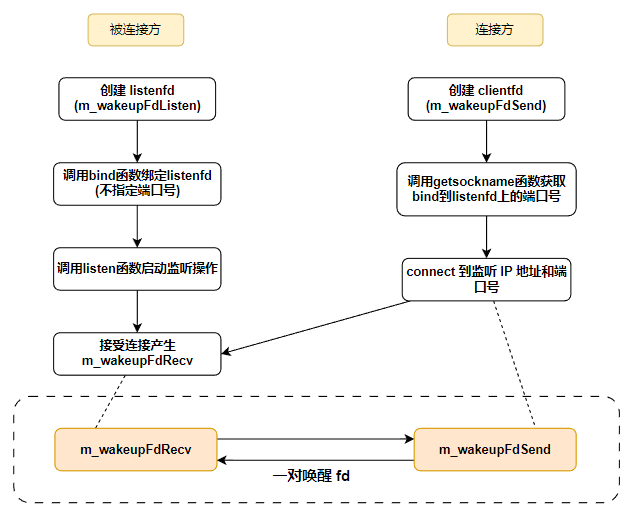 被连接方
连接方
创建 listenfd
(m_wakeupFdListen)
创建 clientfd
(m_wakeupFdSend)
调用bind函数绑定listenfd
(不指定端口号)
调用getsockname函数获取
bind到listenfd上的端口号
调用listen函数启动监听操作
connect 到监听 IP 地址和端
口号
接受连接产生
m_wakeupFdRecv
m_wakeupFdRecv
m_wakeupFdSend
一对唤醒 fd